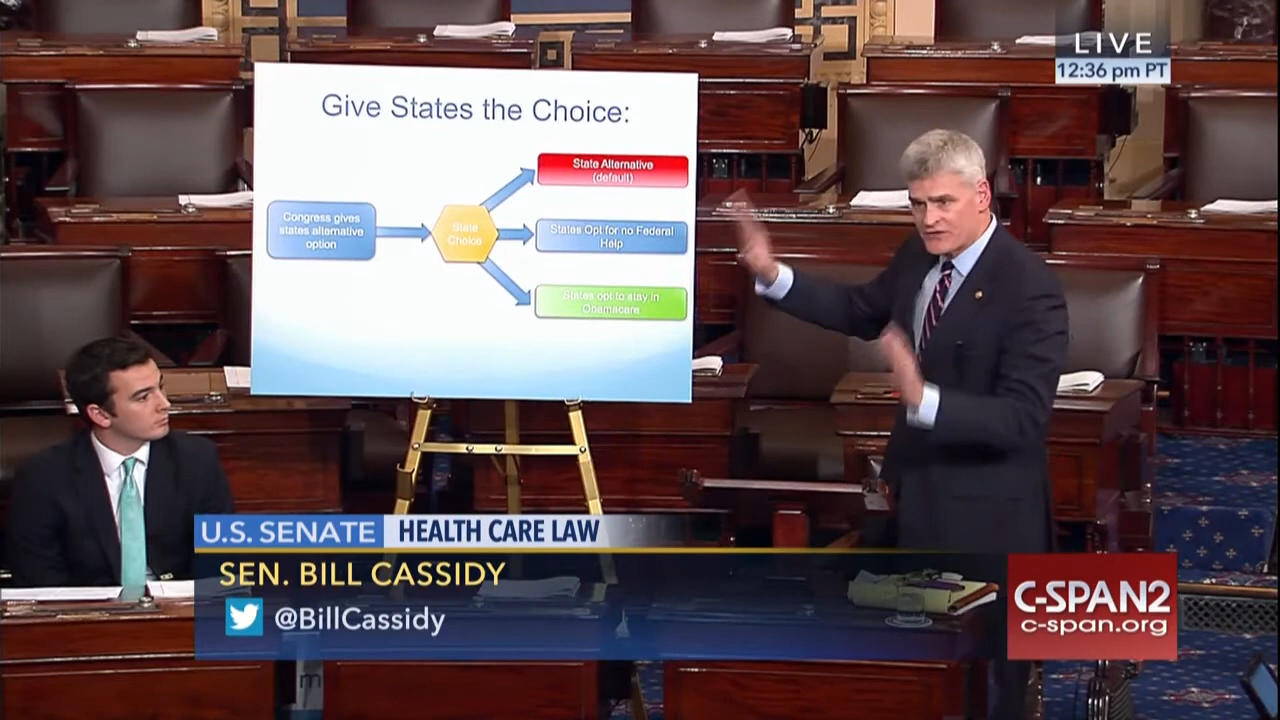 LIVE
12:36 pm PT
Give States the Choice:
State Alternative
(default)
Congress gives
states alternative
option
State
Choice
States Opt for no Federal
Help
States opt to stay in
Obamacare
U.S. SENATE
HEALTH CARE LAW
SEN. BILL CASSIDY
@BillCassidy
C-SPAN2
c-span.org